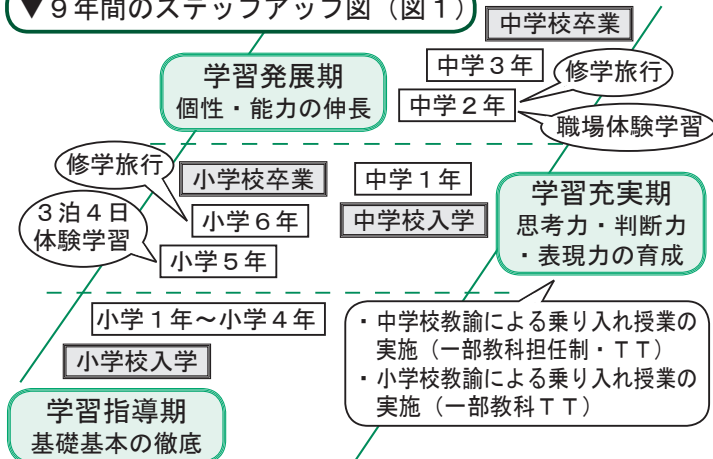 ▼９年間のステップアップ図（図１）
中学校卒業
中学３年
修学旅行
学習発展期
個性・能力の伸長
中学２年
職場体験学習
修学旅行
小学校卒業
中学１年
学習充実期
思考力・判断力
・表現力の育成
３泊４日
体験学習
小学６年
中学校入学
小学５年
小学１年～小学４年
小学校入学
・中学校教諭による乗り入れ授業の
実施（一部教科担任制・ＴＴ）
・小学校教諭による乗り入れ授業の
実施（一部教科ＴＴ）
学習指導期
基礎基本の徹底